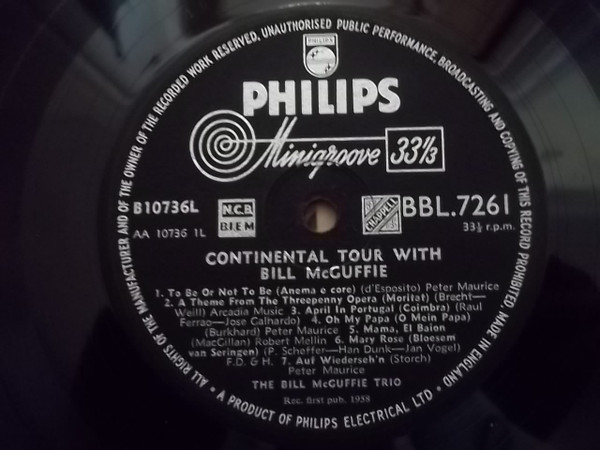 ALL RIGHTS OF THE MANUFACTURER AND OF THE OWNER OF THE RECORDED WORK RESERVED. UNAUTHORISED PUBLIC PERFORMANCE, BROADCASTING AND COPYING OF THIS RECORD PROHIBITED. MADE IN ENGLAND
PHILIPS
PHILIPS
Minigroove 33⅓
B10736L
N.C.B.
BIEM
CHAPPELL
BBL.7261
AA 10736 1L
33⅓ r.p.m.
CONTINENTAL TOUR WITH
BILL McGUFFIE
1. To Be Or Not To Be (Anema e core) (d'Esposito) Peter Maurice
2. A Theme From The Threepenny Opera (Moritat) (Brecht—
Weill) Arcadia Music 3. April In Portugal (Coimbra) (Raul
Ferrao—Jose Galhardo) 4. Oh My Papa (O Mein Papa)
(Burkhard) Peter Maurice 5. Mama, El Baion
(MacGillan) Robert Mellin 6. Mary Rose (Bloesem
van Seringen) (P. Scheffer—Han Dunk—Jan Vogel)
F.D. & H. 7. Auf Wiederseh'n (Storch)
Peter Maurice
THE BILL McGUFFIE TRIO
Rec. first pub. 1958
• A PRODUCT OF PHILIPS ELECTRICAL LTD •